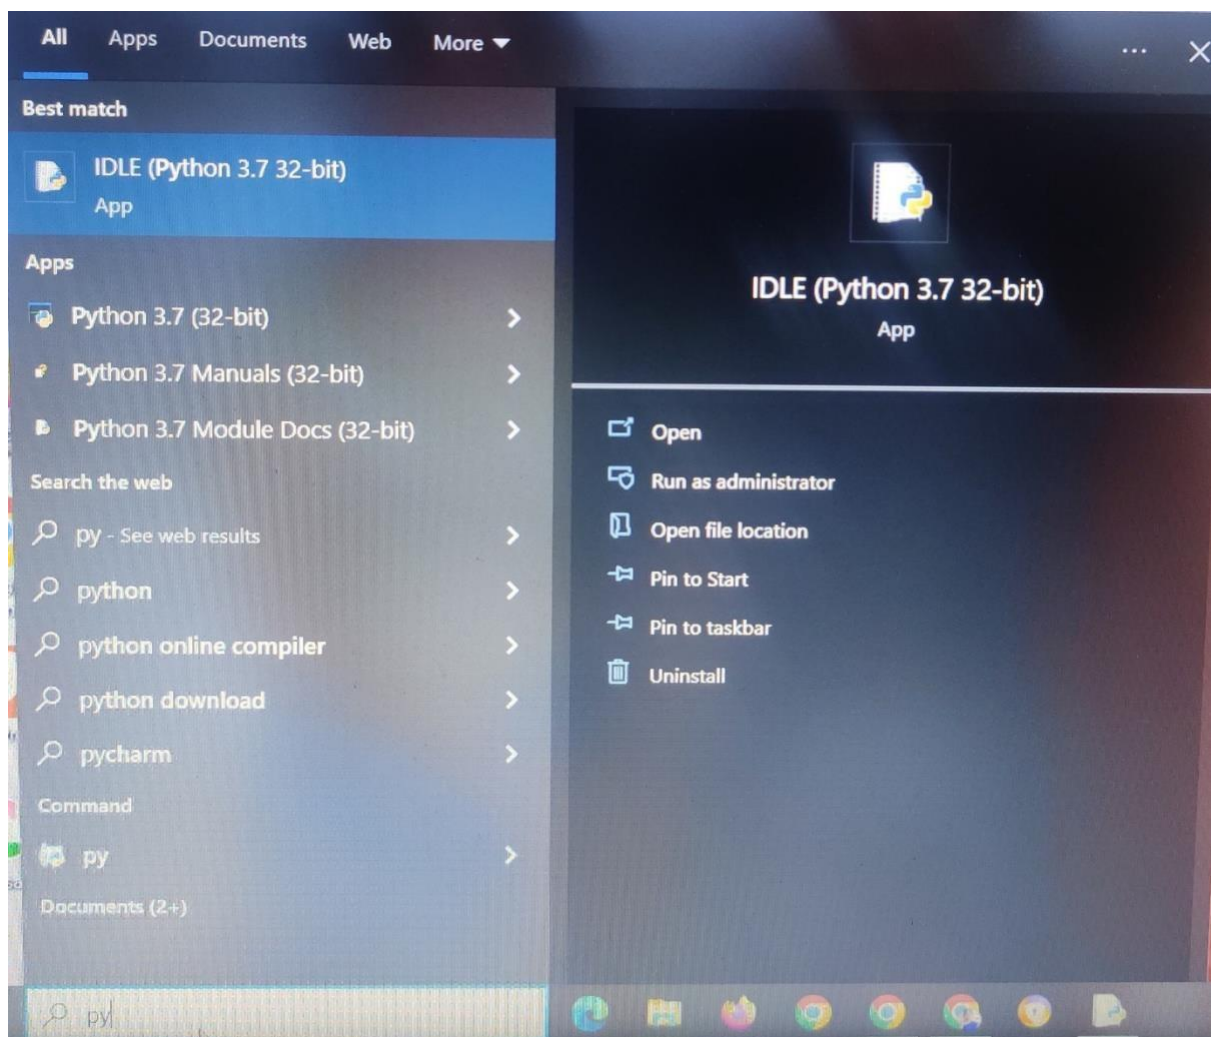 All Apps Documents Web More
Best match
IDLE (Python 3.7 32-bit)
App
Apps
Python 3.7 (32-bit)
Python 3.7 Manuals (32-bit)
Python 3.7 Module Docs (32-bit)
Search the web
py - See web results
python
python online compiler
python download
pycharm
Command
py
Documents (2+)
py
IDLE (Python 3.7 32-bit)
App
Open
Run as administrator
Open file location
Pin to Start
Pin to taskbar
Uninstall